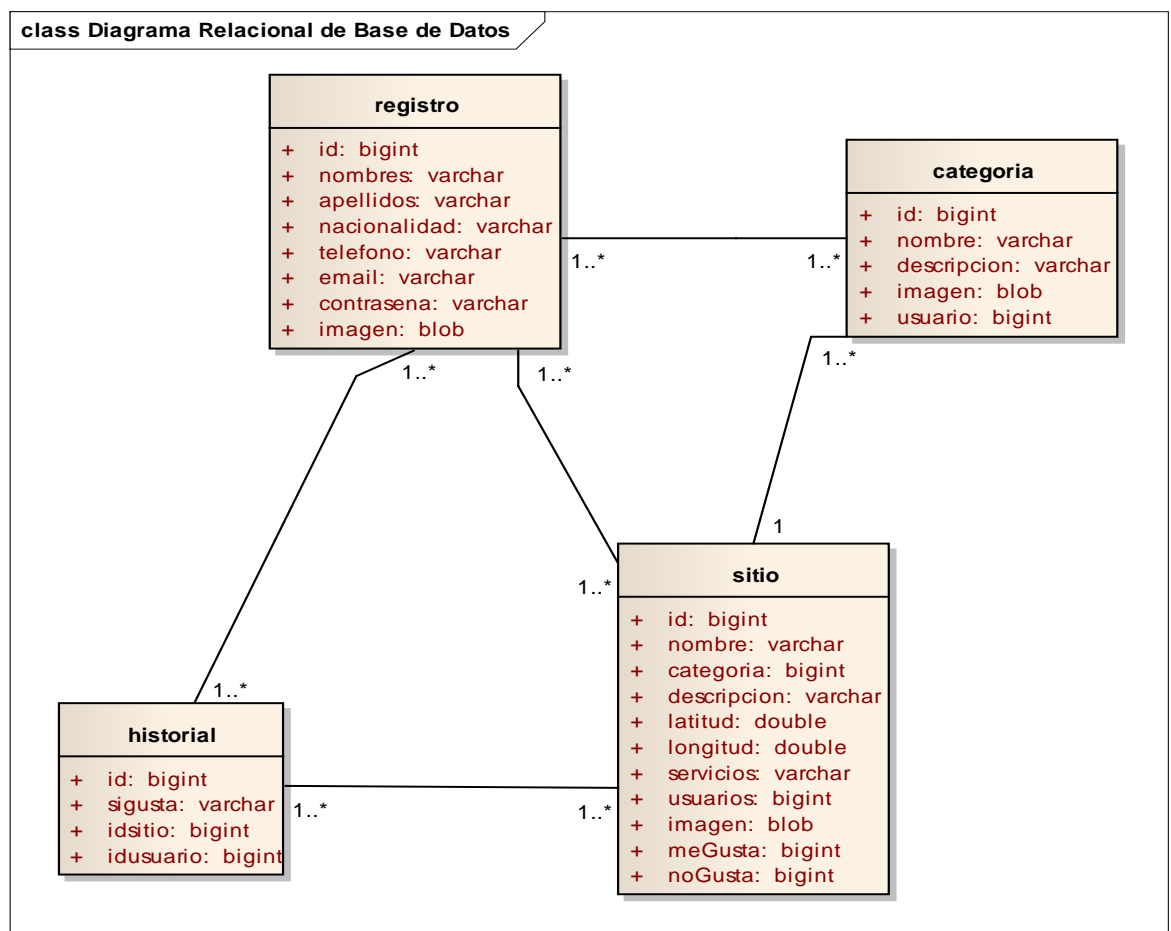 class Diagrama Relacional de Base de Datos
registro
+ id: bigint
+ nombres: varchar
+ apellidos: varchar
+ nacionalidad: varchar
+ telefono: varchar
+ email: varchar
+ contrasena: varchar
+ imagen: blob
categoria
+ id: bigint
+ nombre: varchar
+ descripcion: varchar
+ imagen: blob
+ usuario: bigint
1..*
1..*
1..*
1..*
1..*
1
1..*
1..*
sitio
+ id: bigint
+ nombre: varchar
+ categoria: bigint
+ descripcion: varchar
+ latitud: double
+ longitud: double
+ servicios: varchar
+ usuarios: bigint
+ imagen: blob
+ meGusta: bigint
+ noGusta: bigint
historial
+ id: bigint
+ sigusta: varchar
+ idsitio: bigint
+ idusuario: bigint
1..*
1..*